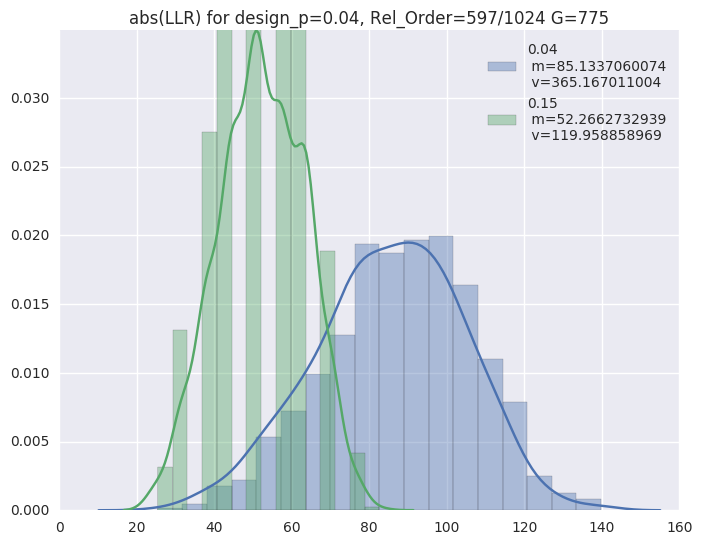 abs(LLR) for design_p=0.04, Rel_Order=597/1024 G=775
0.04
m=85.1337060074
v=365.167011004
0.15
m=52.2662732939
v=119.958858969
0.030
0.025
0.020
0.015
0.010
0.005
0.000
0 20 40 60 80 100 120 140 160